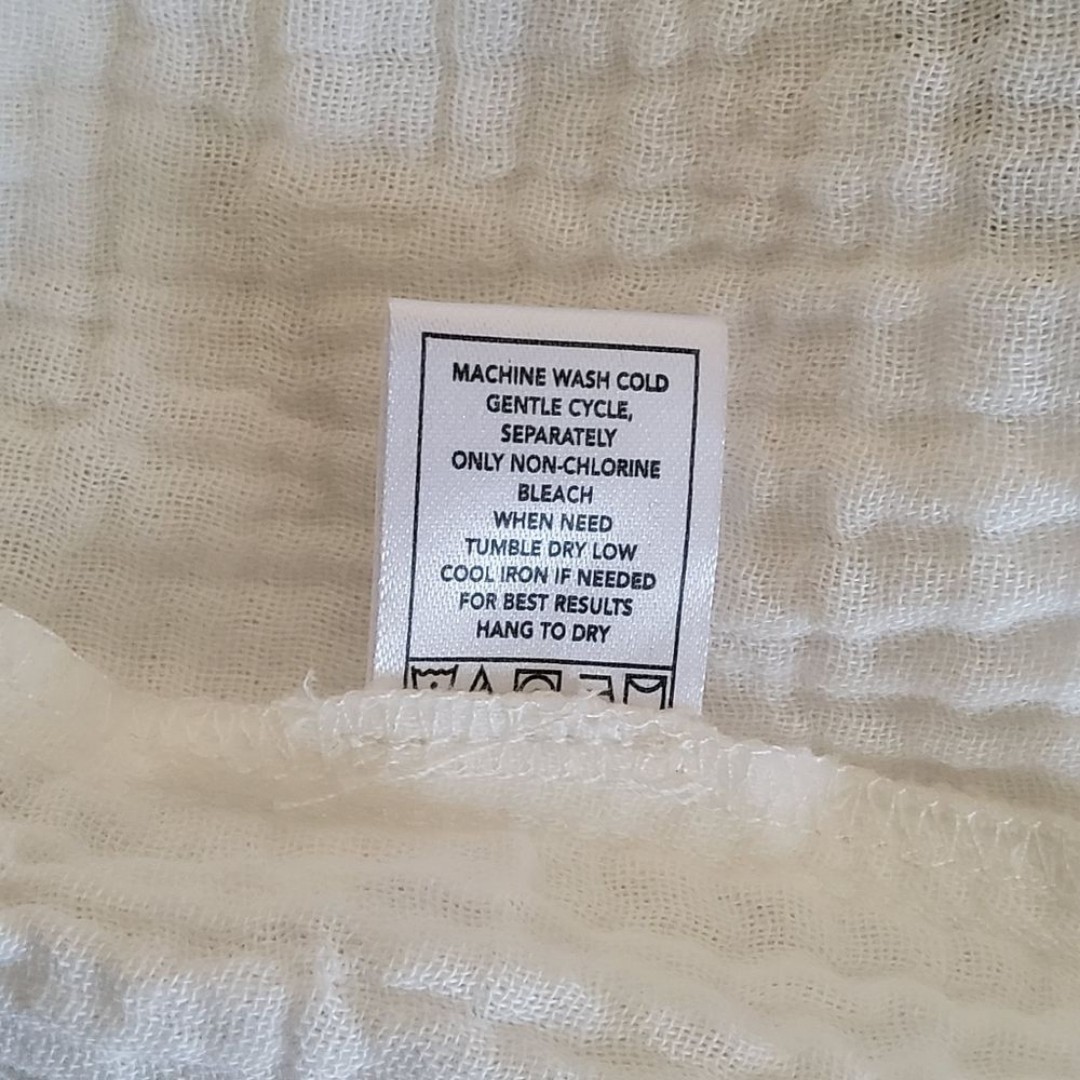 MACHINE WASH COLD
GENTLE CYCLE,
SEPARATELY
ONLY NON-CHLORINE
BLEACH
WHEN NEED
TUMBLE DRY LOW
COOL IRON IF NEEDED
FOR BEST RESULTS
HANG TO DRY